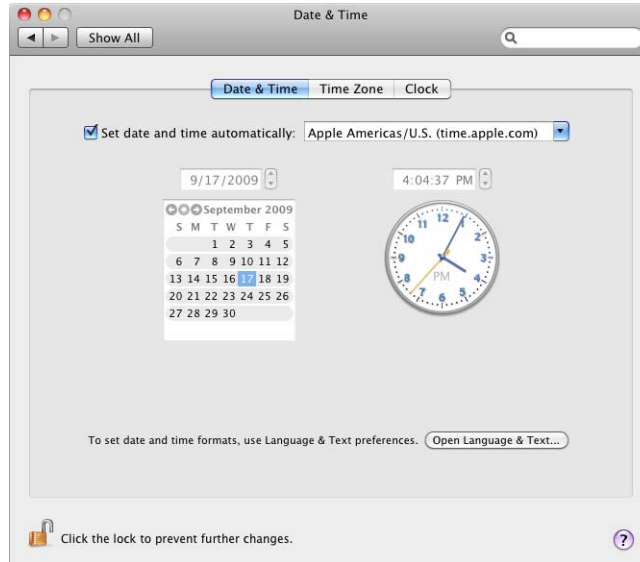 Date & Time
Show All
Date & Time Time Zone Clock
Set date and time automatically: Apple Americas/U.S. (time.apple.com)
9/17/2009 4:04:37 PM
September 2009
S M T W T F S
1 2 3 4 5
6 7 8 9 10 11 12
13 14 15 16 17 18 19
20 21 22 23 24 25 26
27 28 29 30
12
11 1
10 2
9 3
PM
8 4
7 6 5
To set date and time formats, use Language & Text preferences. Open Language & Text...
Click the lock to prevent further changes. ?